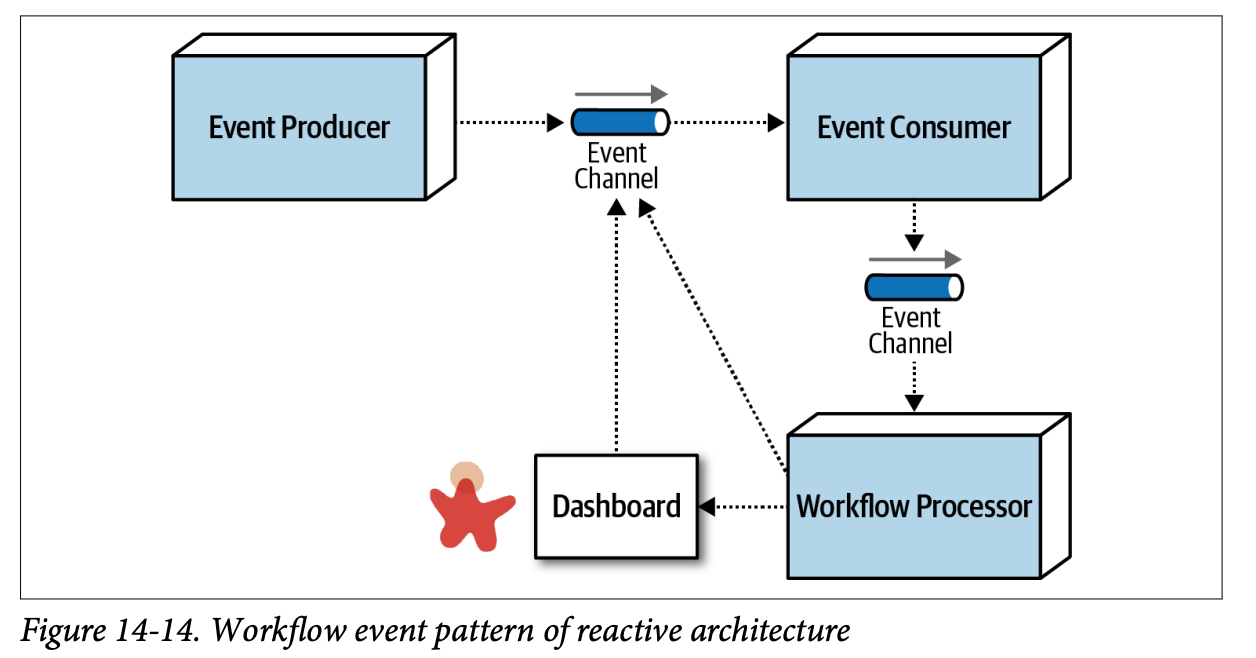 Event Producer
Event
Channel
Event Consumer
Event
Channel
Dashboard
Workflow Processor
Figure 14-14. Workflow event pattern of reactive architecture